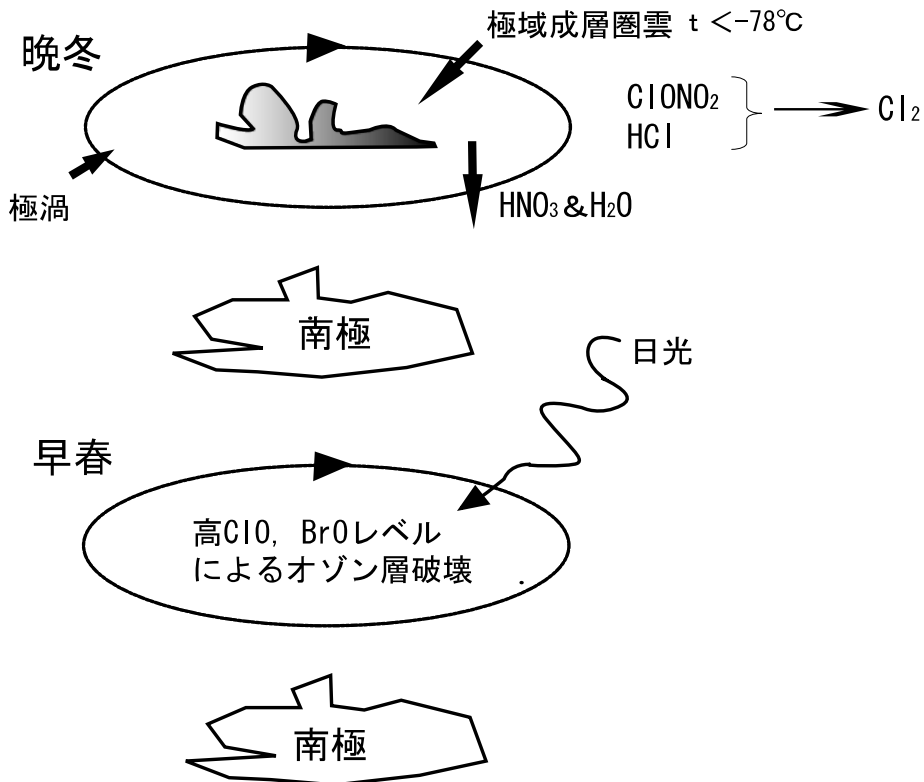 晩冬
極域成層圏雲 t <-78℃
ClONO₂
HCl
Cl₂
極渦
HNO₃&H₂O
南極
日光
早春
高ClO, BrOレベル
によるオゾン層破壊
南極